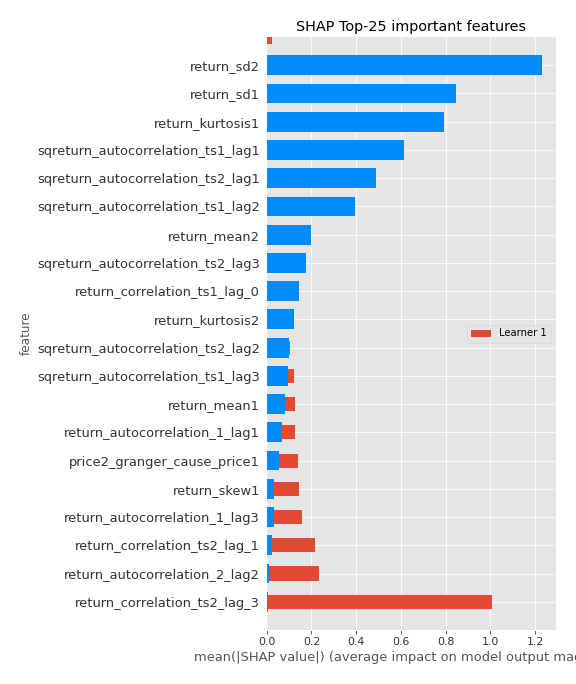 SHAP Top-25 important features
return_sd2
return_sd1
return_kurtosis1
sqreturn_autocorrelation_ts1_lag1
sqreturn_autocorrelation_ts2_lag1
sqreturn_autocorrelation_ts1_lag2
return_mean2
sqreturn_autocorrelation_ts2_lag3
return_correlation_ts1_lag_0
return_kurtosis2
sqreturn_autocorrelation_ts2_lag2
sqreturn_autocorrelation_ts1_lag3
return_mean1
return_autocorrelation_1_lag1
price2_granger_cause_price1
return_skew1
return_autocorrelation_1_lag3
return_correlation_ts2_lag_1
return_autocorrelation_2_lag2
return_correlation_ts2_lag_3
feature
Learner 1
0.0 0.2 0.4 0.6 0.8 1.0 1.2
mean(|SHAP value|) (average impact on model output mag